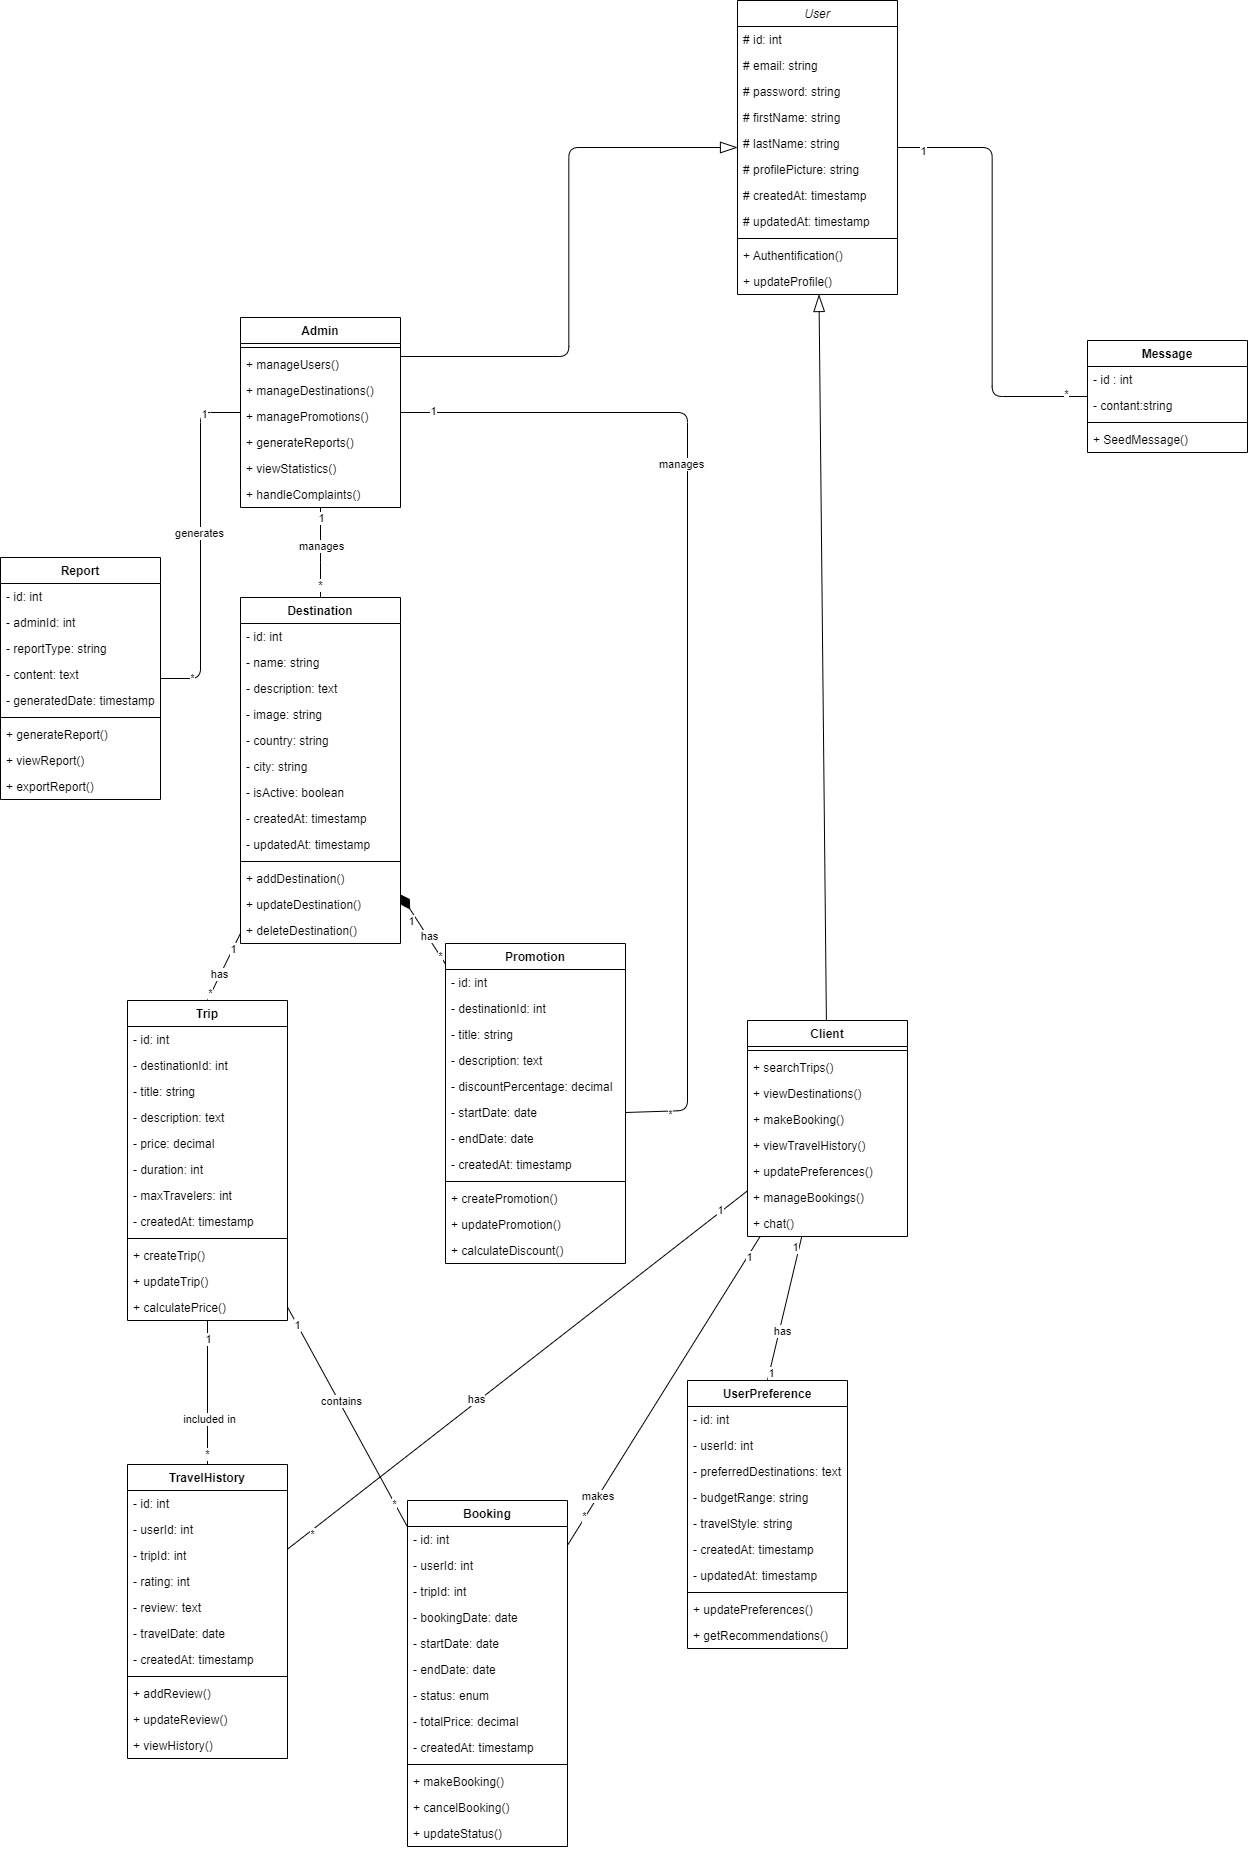 User
# id: int
# email: string
# password: string
# firstName: string
# lastName: string
# profilePicture: string
# createdAt: timestamp
# updatedAt: timestamp
+ Authentification()
+ updateProfile()
1
*
Message
- id : int
- contant:string
+ SeedMessage()
Admin
+ manageUsers()
+ manageDestinations()
+ managePromotions()
+ generateReports()
+ viewStatistics()
+ handleComplaints()
1
generates
*
1
manages
*
1
manages
*
Report
- id: int
- adminId: int
- reportType: string
- content: text
- generatedDate: timestamp
+ generateReport()
+ viewReport()
+ exportReport()
Destination
- id: int
- name: string
- description: text
- image: string
- country: string
- city: string
- isActive: boolean
- createdAt: timestamp
- updatedAt: timestamp
+ addDestination()
+ updateDestination()
+ deleteDestination()
1
has
*
1
has
*
Promotion
- id: int
- destinationId: int
- title: string
- description: text
- discountPercentage: decimal
- startDate: date
- endDate: date
- createdAt: timestamp
+ createPromotion()
+ updatePromotion()
+ calculateDiscount()
Trip
- id: int
- destinationId: int
- title: string
- description: text
- price: decimal
- duration: int
- maxTravelers: int
- createdAt: timestamp
+ createTrip()
+ updateTrip()
+ calculatePrice()
Client
+ searchTrips()
+ viewDestinations()
+ makeBooking()
+ viewTravelHistory()
+ updatePreferences()
+ manageBookings()
+ chat()
1
included in
*
1
contains
*
1
has
*
1
makes
*
1
has
1
UserPreference
- id: int
- userId: int
- preferredDestinations: text
- budgetRange: string
- travelStyle: string
- createdAt: timestamp
- updatedAt: timestamp
+ updatePreferences()
+ getRecommendations()
TravelHistory
- id: int
- userId: int
- tripId: int
- rating: int
- review: text
- travelDate: date
- createdAt: timestamp
+ addReview()
+ updateReview()
+ viewHistory()
Booking
- id: int
- userId: int
- tripId: int
- bookingDate: date
- startDate: date
- endDate: date
- status: enum
- totalPrice: decimal
- createdAt: timestamp
+ makeBooking()
+ cancelBooking()
+ updateStatus()